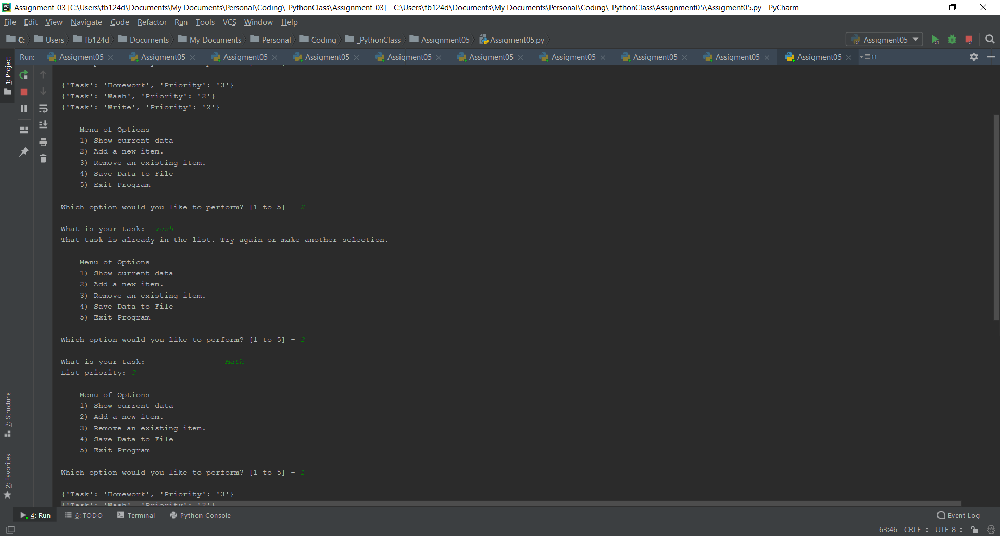 Assignment_03 [C:\Users\fb124d\Documents\My Documents\Personal\Coding\_PythonClass\Assignment_03] - C:\Users\fb124d\Documents\My Documents\Personal\Coding\_PythonClass\Assignment05\Assigment05.py - PyCharm
File Edit View Navigate Code Refactor Run Tools VCS Window Help
C: Users fb124d Documents My Documents Personal Coding _PythonClass Assignment05 Assigment05.py Assigment05
Run: Assigment05 Assigment05 Assigment05 Assigment05 Assigment05 Assigment05 Assigment05 Assigment05 Assigment05 Assigment05 11
1: Project
{'Task': 'Homework', 'Priority': '3'}
{'Task': 'Wash', 'Priority': '2'}
{'Task': 'Write', 'Priority': '2'}
Menu of Options
1) Show current data
2) Add a new item.
3) Remove an existing item.
4) Save Data to File
5) Exit Program
Which option would you like to perform? [1 to 5] - 2
What is your task: wash
That task is already in the list. Try again or make another selection.
Menu of Options
1) Show current data
2) Add a new item.
3) Remove an existing item.
4) Save Data to File
5) Exit Program
Which option would you like to perform? [1 to 5] - 2
What is your task: Math
List priority: 3
Menu of Options
1) Show current data
2) Add a new item.
3) Remove an existing item.
4) Save Data to File
5) Exit Program
Which option would you like to perform? [1 to 5] - 1
{'Task': 'Homework', 'Priority': '3'}
{'Task': 'Wash', 'Priority': '2'}
7: Structure
2: Favorites
4: Run 6: TODO Terminal Python Console Event Log
63:46 CRLF UTF-8